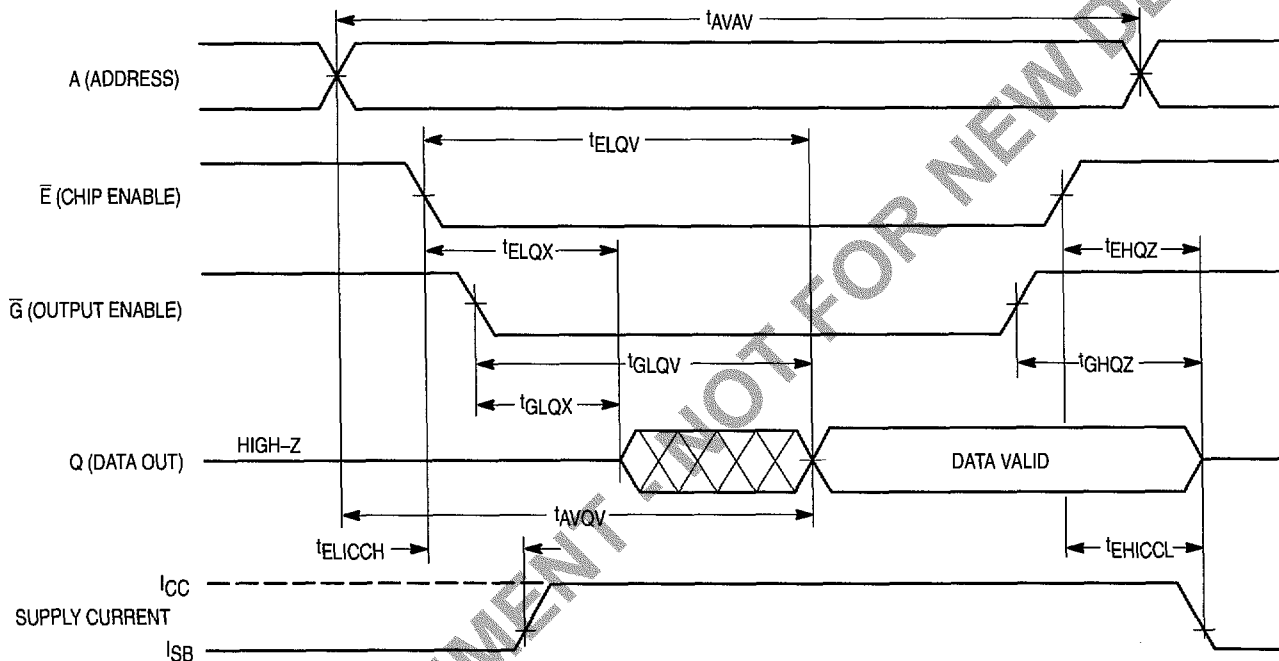 tAVAV
A (ADDRESS)
tELQV
E̅ (CHIP ENABLE)
tELQX
tEHQZ
G̅ (OUTPUT ENABLE)
tGLQV
tGHQZ
tGLQX
HIGH–Z
Q (DATA OUT)
DATA VALID
tAVQV
tELICCH
tEHICCL
ICC
SUPPLY CURRENT
ISB
NOT FOR NEW